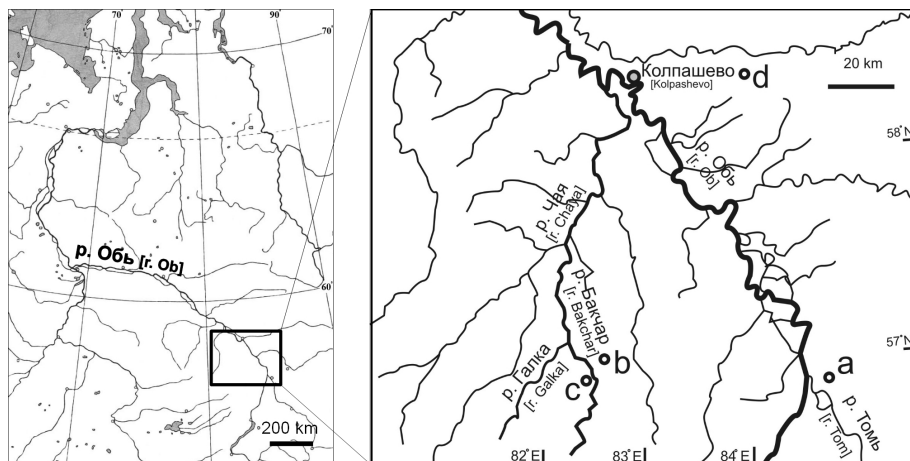 70°
90°
70°
р. Обь [r. Ob]
60°
200 km
Колпашево
[Kolpashevo]
d
20 km
58°N
р. Обь
[r. Ob]
р. Чая
[r. Chaya]
р. Бакчар
[r. Bakchar]
b
57°N
р. Галка
[r. Galka]
c
a
р. Томь
[r. Tom]
82°E
83°E
84°E